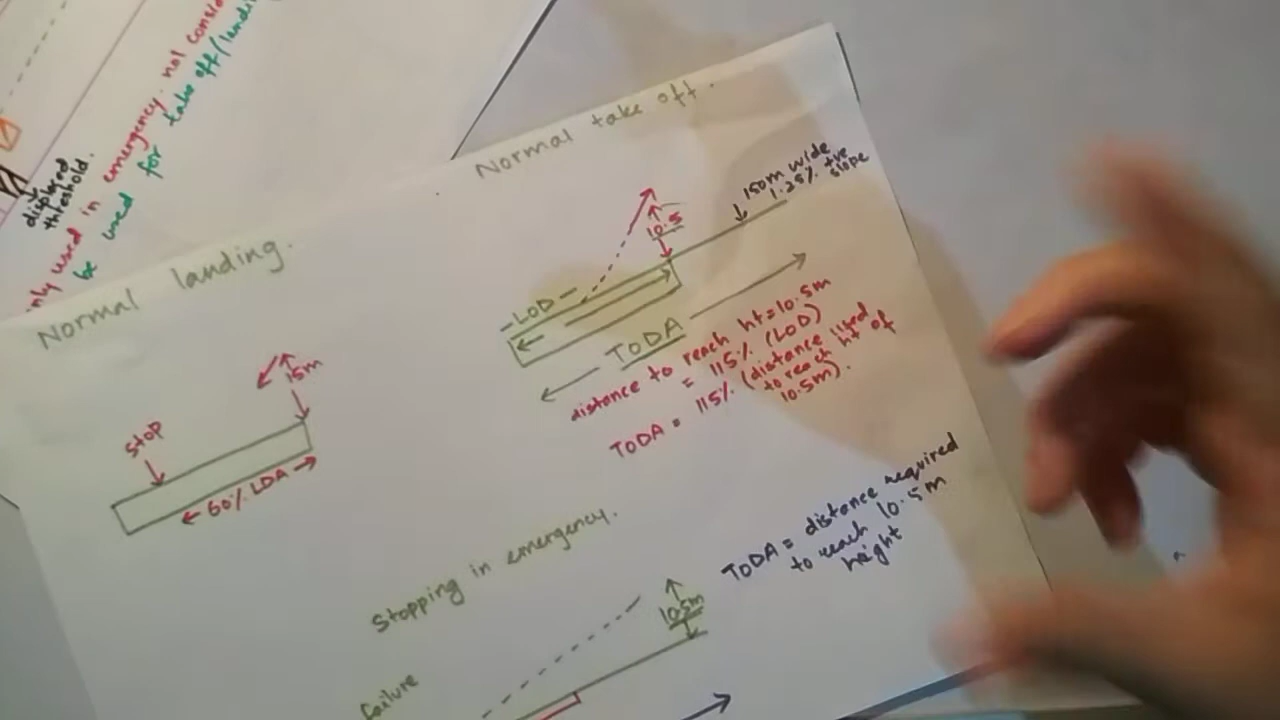 only used in emergency. not consi
be used for take off/landi
displaced
threshold.
Normal take off.
150m wide
1.25% +ve
slope
10.5
LOD
TODA
distance to reach ht=10.5m
= 115% (LOD)
TODA = 115% (distance
to reach ht of
10.5m).
Normal landing.
15m
stop
60% LDA
Stopping in emergency.
TODA = distance required
to reach 10.5m
height
10.5m
failure